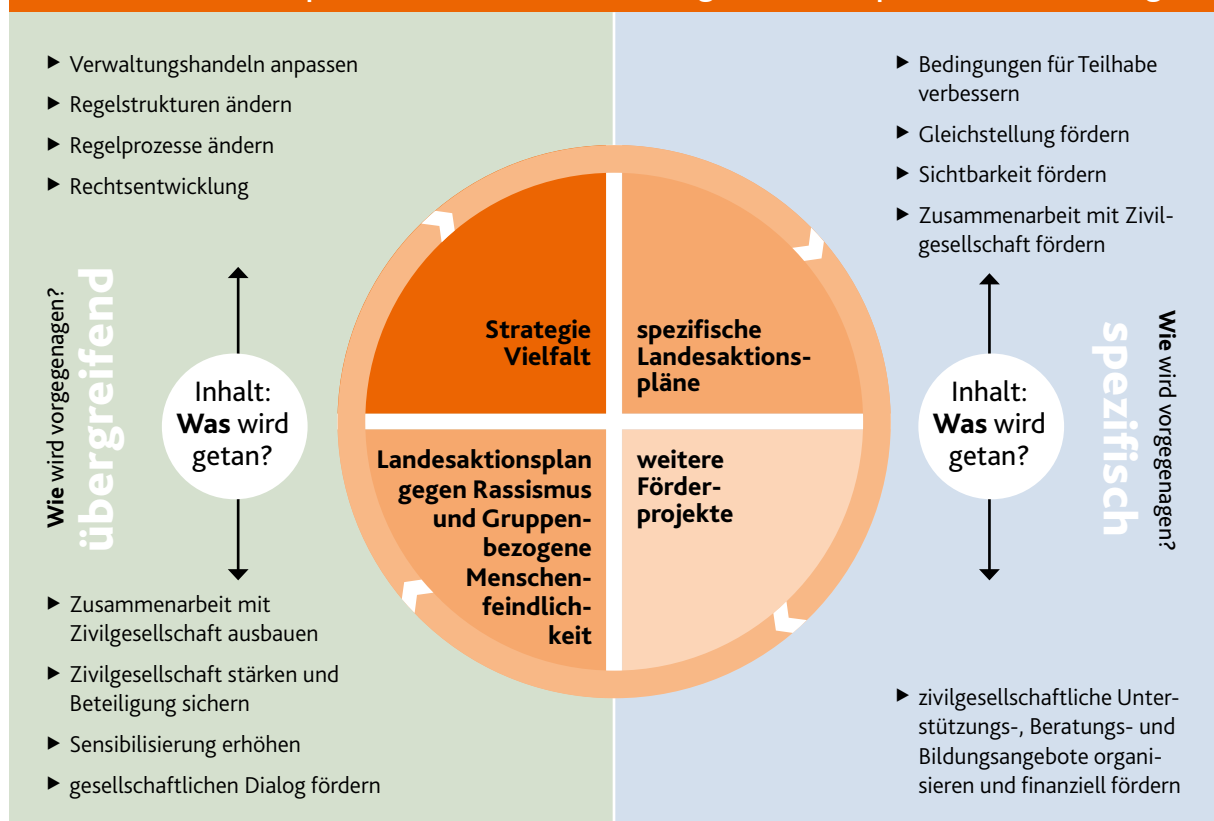 ▶ Verwaltungshandeln anpassen
▶ Regelstrukturen ändern
▶ Regelprozesse ändern
▶ Rechtsentwicklung
Wie wird vorgegenagen?
übergreifend
Inhalt:
Was wird
getan?
▶ Zusammenarbeit mit
Zivilgesellschaft ausbauen
▶ Zivilgesellschaft stärken und
Beteiligung sichern
▶ Sensibilisierung erhöhen
▶ gesellschaftlichen Dialog fördern
Strategie
Vielfalt
spezifische
Landesaktions-
pläne
Landesaktionsplan
gegen Rassismus
und Gruppen-
bezogene
Menschen-
feindlich-
keit
weitere
Förder-
projekte
▶ Bedingungen für Teilhabe
verbessern
▶ Gleichstellung fördern
▶ Sichtbarkeit fördern
▶ Zusammenarbeit mit Zivil-
gesellschaft fördern
Inhalt:
Was wird
getan?
spezifisch
Wie wird vorgegenagen?
▶ zivilgesellschaftliche Unter-
stützungs-, Beratungs- und
Bildungsangebote organi-
sieren und finanziell fördern